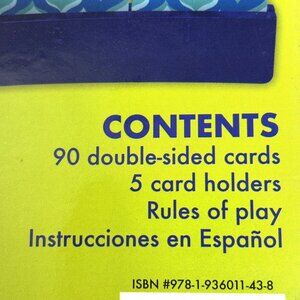 CONTENTS
90 double-sided cards
5 card holders
Rules of play
Instrucciones en Español
ISBN #978-1-936011-43-8